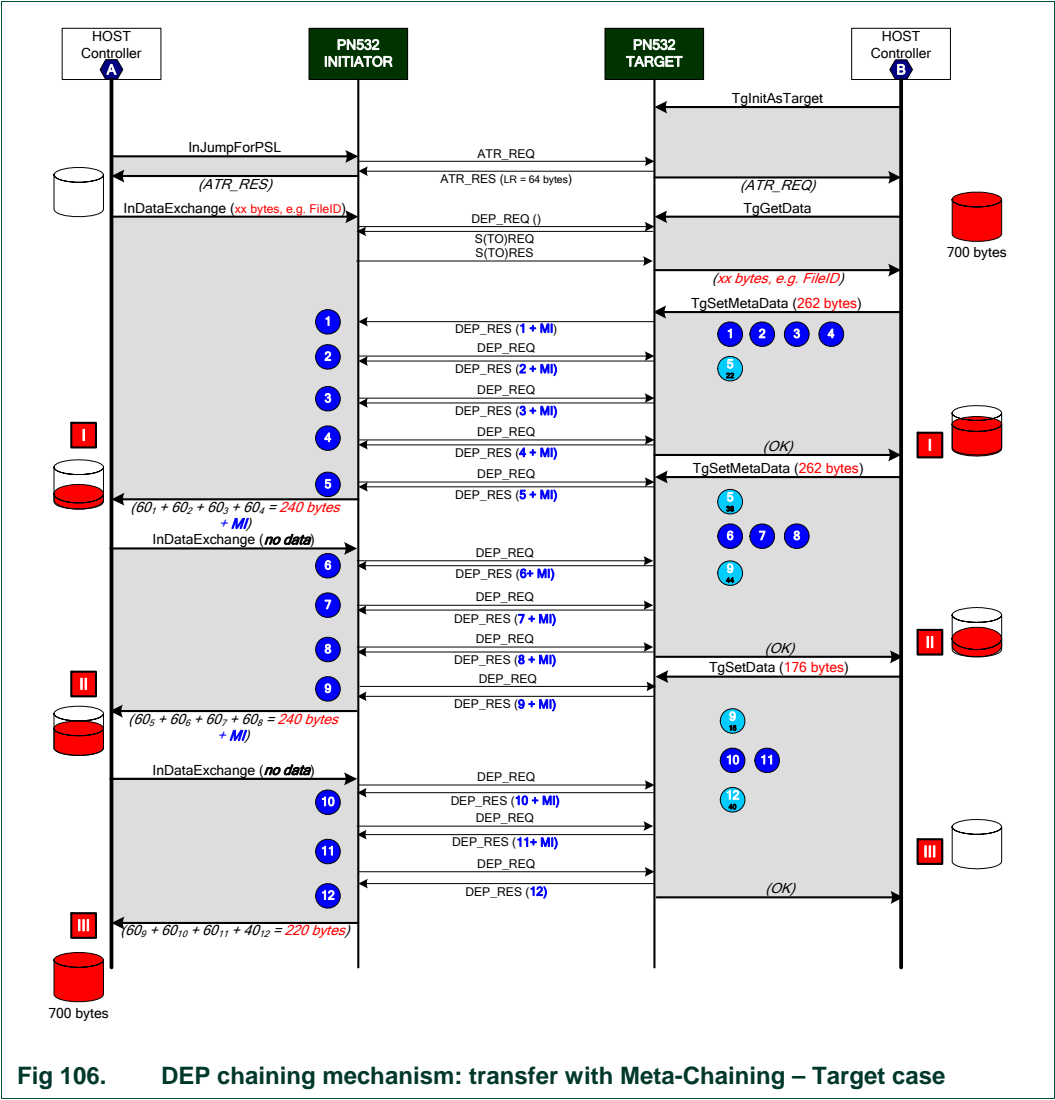 HOST
Controller
A
PN532
INITIATOR
PN532
TARGET
HOST
Controller
B
TgInitAsTarget
InJumpForPSL
ATR_REQ
(ATR_RES)
ATR_RES (LR = 64 bytes)
(ATR_REQ)
InDataExchange (xx bytes, e.g. FileID)
TgGetData
DEP_REQ ()
S(TO)REQ
S(TO)RES
700 bytes
(xx bytes, e.g. FileID)
TgSetMetaData (262 bytes)
1
DEP_RES (1 + MI)
1 2 3 4
DEP_REQ
2
DEP_RES (2 + MI)
5
22
DEP_REQ
3
DEP_RES (3 + MI)
DEP_REQ
4
I
(OK)
I
DEP_RES (4 + MI)
TgSetMetaData (262 bytes)
DEP_REQ
5
DEP_RES (5 + MI)
5
38
(60₁ + 60₂ + 60₃ + 60₄ = 240 bytes
+ MI)
6 7 8
InDataExchange (no data)
DEP_REQ
6
DEP_RES (6+ MI)
9
44
DEP_REQ
7
DEP_RES (7 + MI)
DEP_REQ
8
(OK)
II
DEP_RES (8 + MI)
TgSetData (176 bytes)
DEP_REQ
II
9
DEP_RES (9 + MI)
(60₅ + 60₆ + 60₇ + 60₈ = 240 bytes
+ MI)
9
16
10 11
InDataExchange (no data)
DEP_REQ
10
DEP_RES (10 + MI)
12
40
DEP_REQ
DEP_RES (11+ MI)
11
III
DEP_REQ
12
DEP_RES (12)
(OK)
III
(60₉ + 60₁₀ + 60₁₁ + 40₁₂ = 220 bytes)
700 bytes
Fig 106. DEP chaining mechanism: transfer with Meta-Chaining – Target case